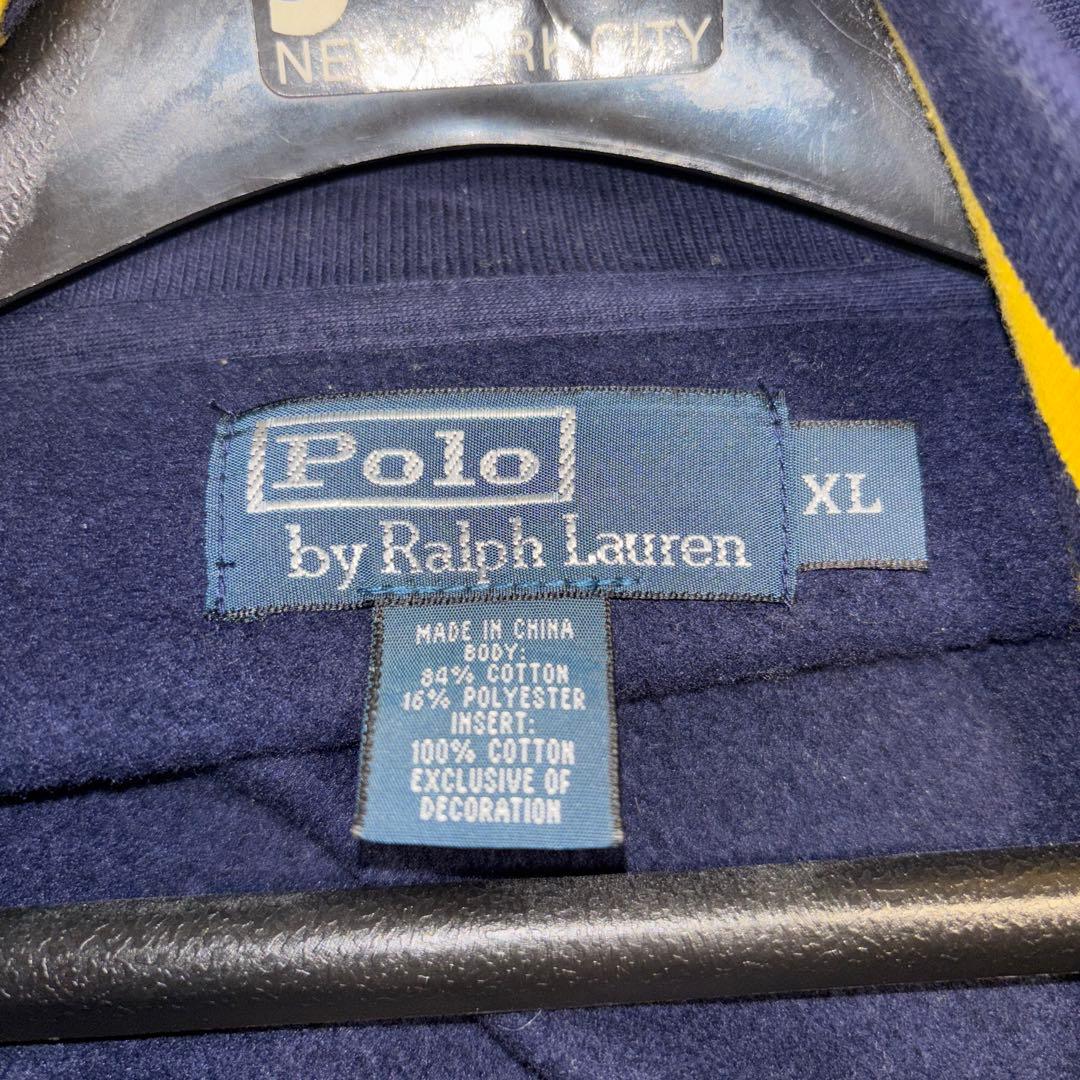 NEW YORK CITY
Polo
by Ralph Lauren
XL
MADE IN CHINA
BODY:
84% COTTON
16% POLYESTER
INSERT:
100% COTTON
EXCLUSIVE OF
DECORATION